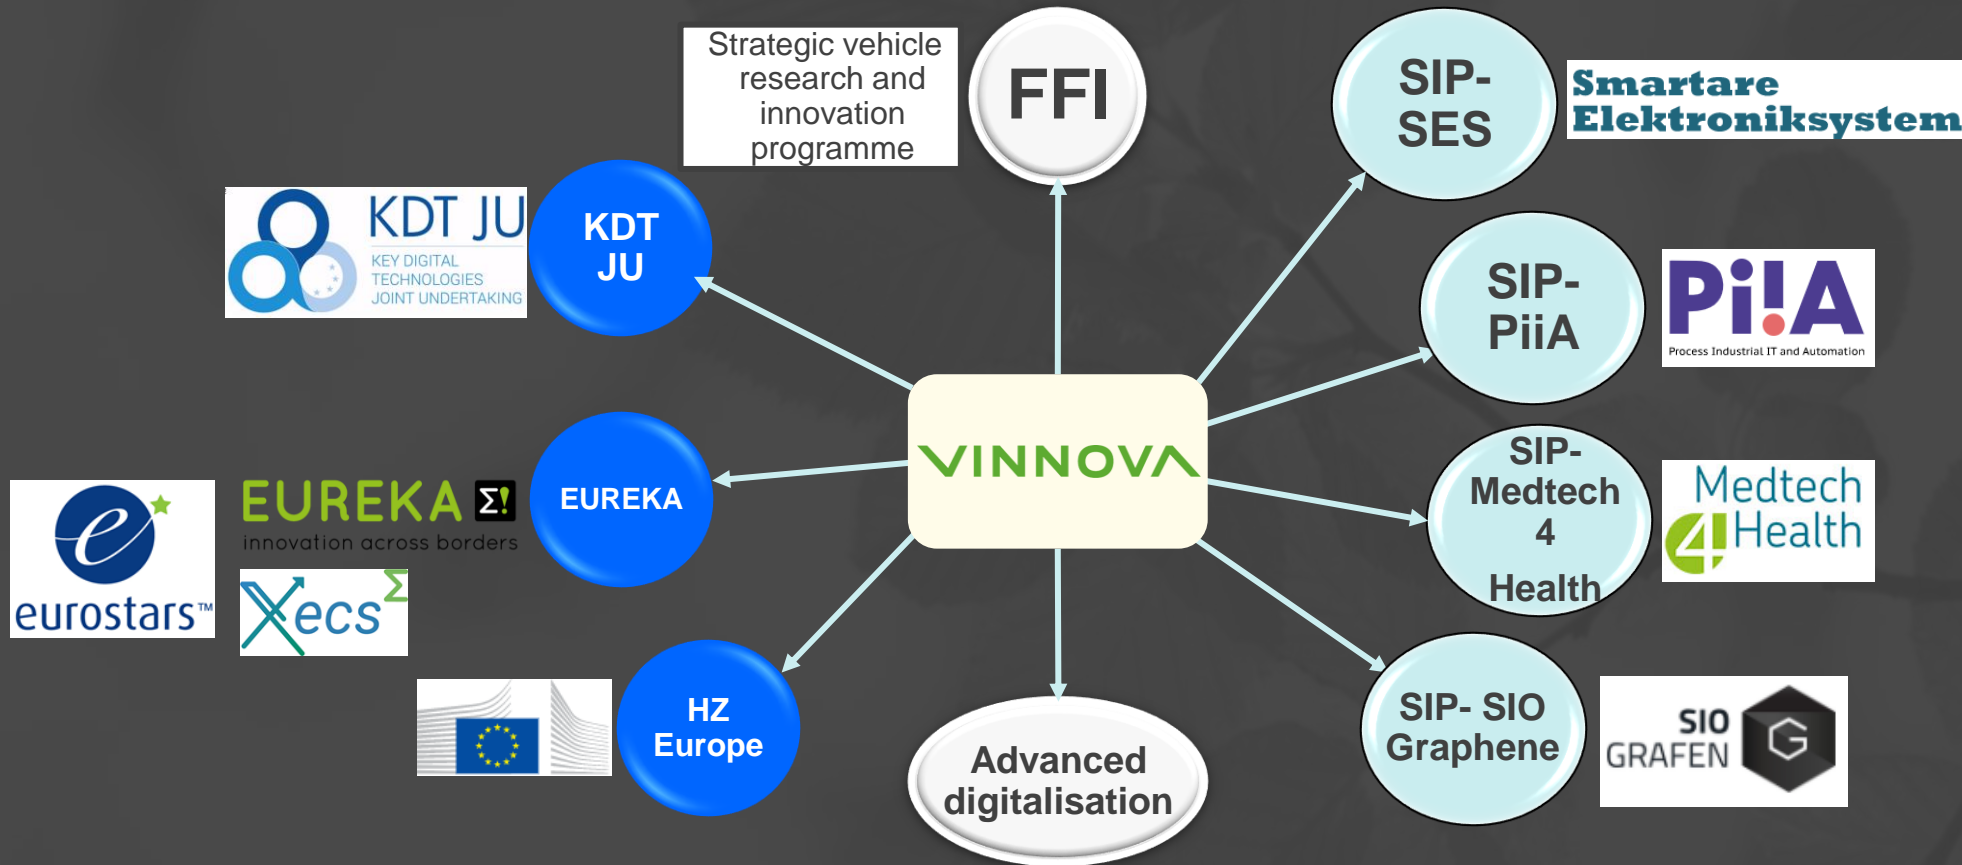 Strategic vehicle
research and
innovation
programme
FFI
SIP-
SES
Smartare
Elektroniksystem
KDT JU
KEY DIGITAL
TECHNOLOGIES
JOINT UNDERTAKING
KDT
JU
SIP-
PiiA
Pi!A
Process Industrial IT and Automation
VINNOVA
eurostars™
EUREKA Σ!
innovation across borders
Xecs Σ
EUREKA
SIP-
Medtech
4
Health
Medtech
4Health
HZ
Europe
Advanced
digitalisation
SIP- SIO
Graphene
SIO
GRAFEN
G